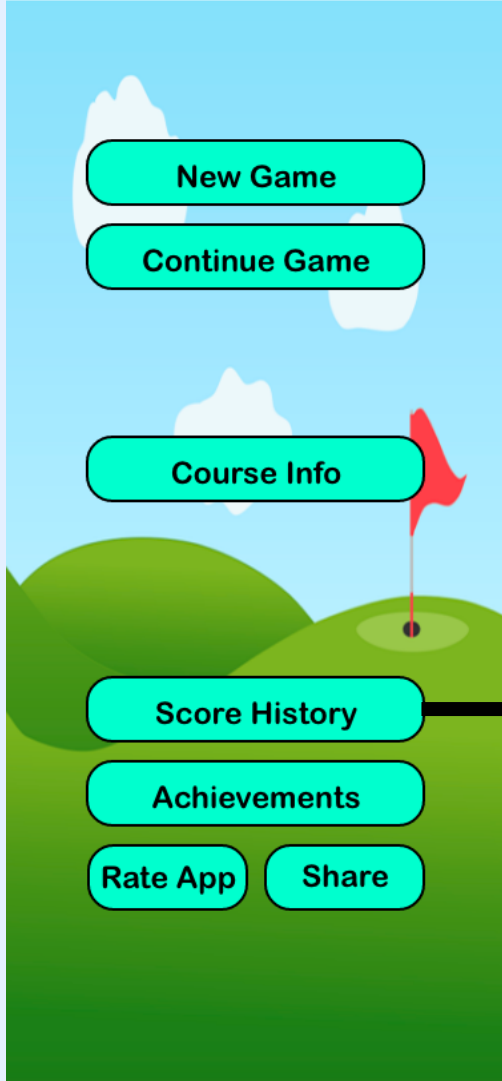 New Game
Continue Game
Course Info
Score History
Achievements
Rate App
Share